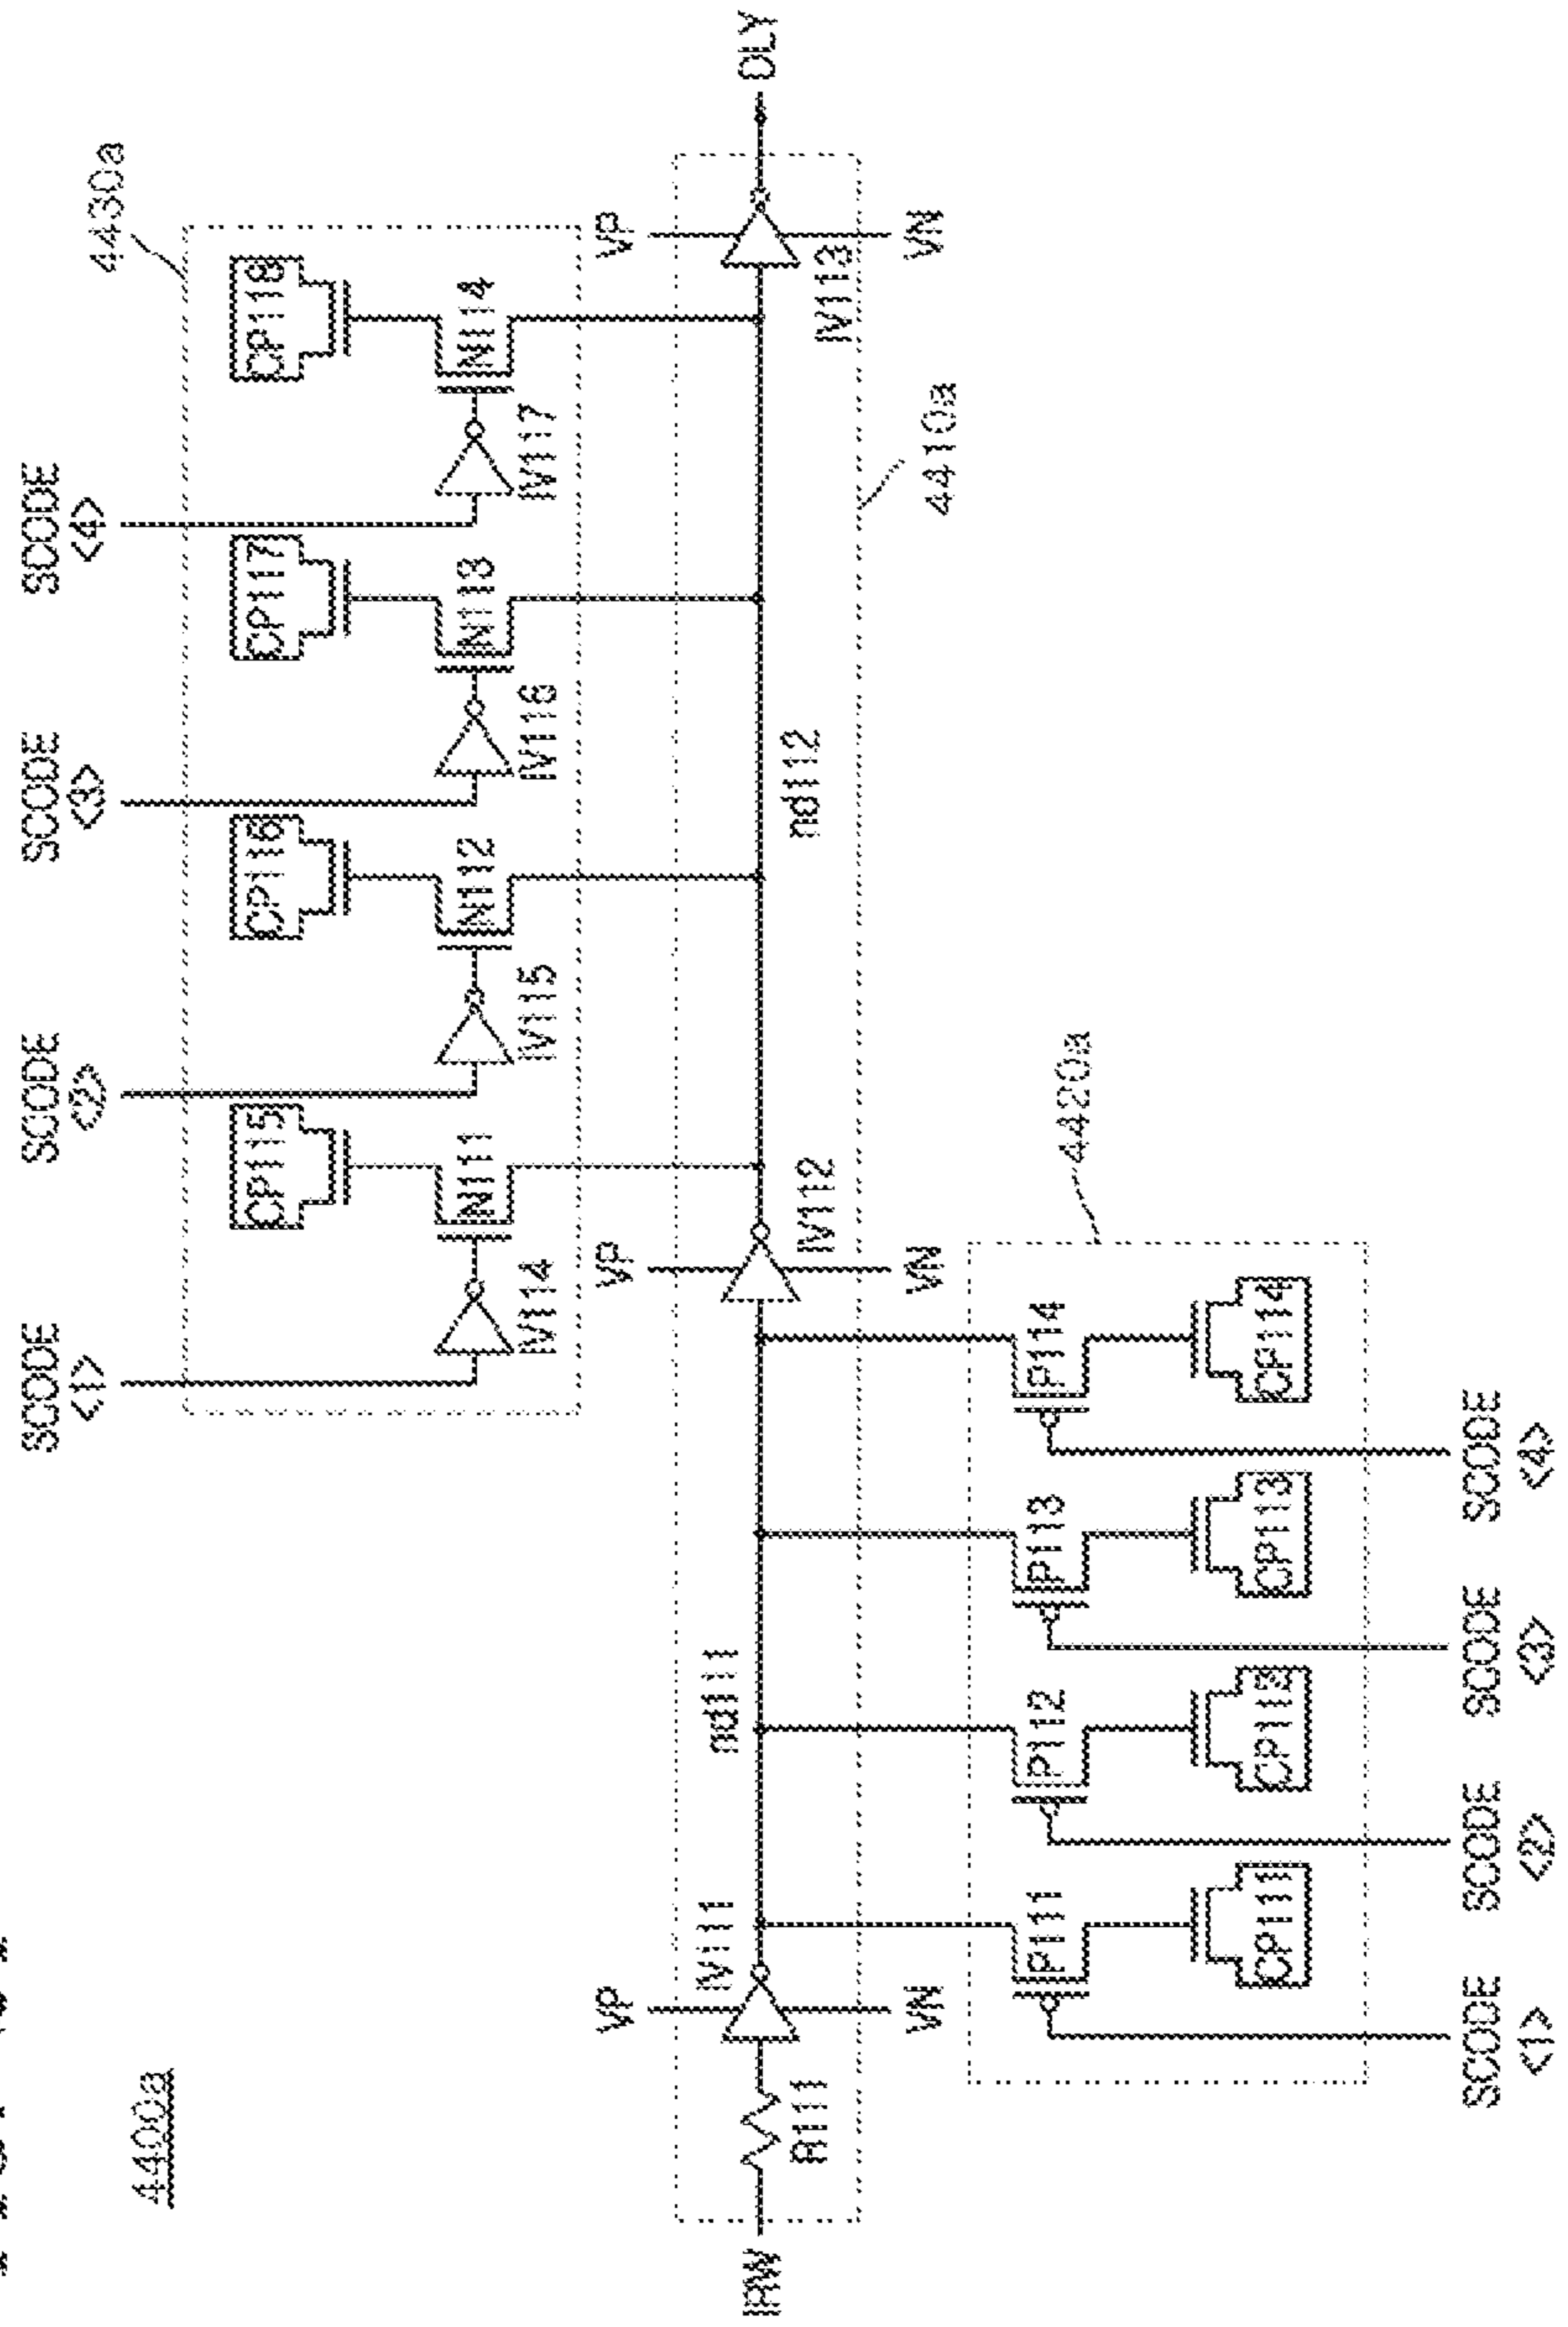 4400a
SCODE
<1>
SCODE
<2>
SCODE
<3>
SCODE
<4>
4430a
CP115
CP116
CP117
CP118
N111
N112
N113
N114
IV114
IV115
IV116
IV117
VP
VP
VP
IRW
R111
IV111
nd111
IV112
nd112
IV113
DLY
VN
VN
VN
4410a
4420a
P111
P112
P113
P114
CP111
CP112
CP113
CP114
SCODE
<1>
SCODE
<2>
SCODE
<3>
SCODE
<4>